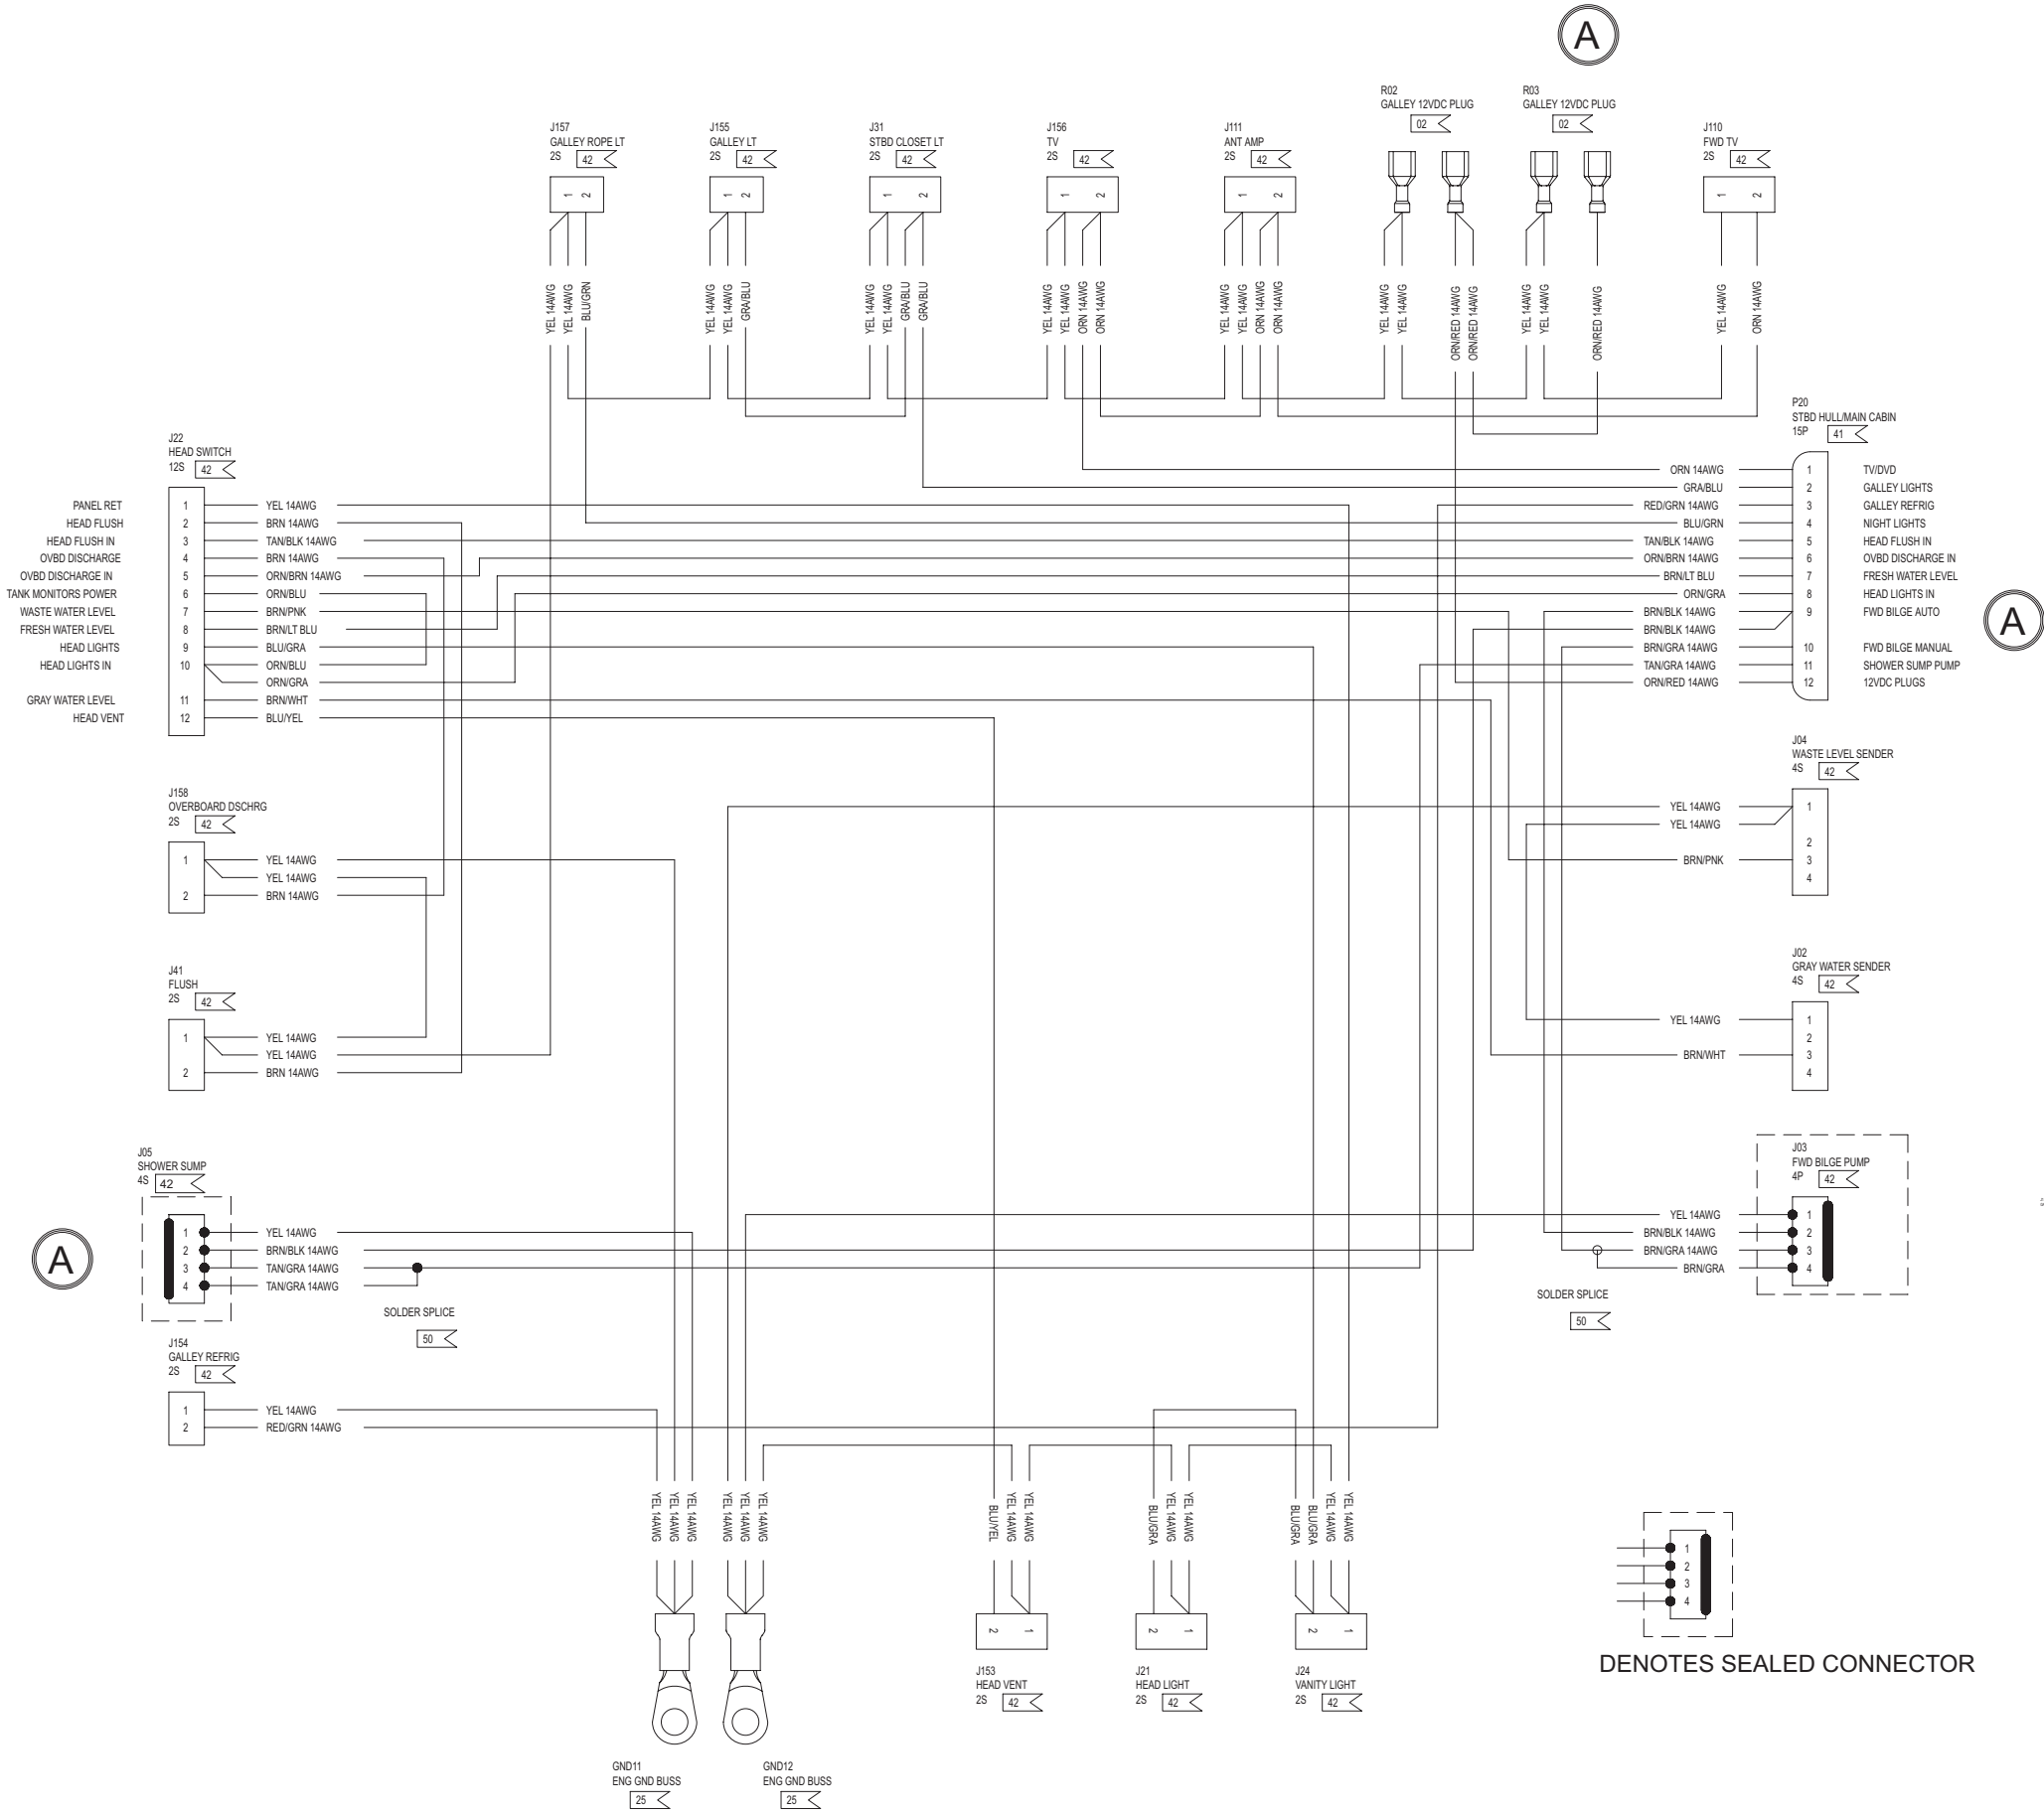 A
J157
GALLEY ROPE LT
2S 42
J155
GALLEY LT
2S 42
J31
STBD CLOSET LT
2S 42
J156
TV
2S 42
J111
ANT AMP
2S 42
R02
GALLEY 12VDC PLUG
02
R03
GALLEY 12VDC PLUG
02
J110
FWD TV
2S 42
1 2
1 2
1 2
1 2
1 2
1 2
YEL 14AWG
YEL 14AWG
BLU/GRN
YEL 14AWG
YEL 14AWG
GRA/BLU
YEL 14AWG
YEL 14AWG
GRA/BLU
GRA/BLU
YEL 14AWG
YEL 14AWG
ORN 14AWG
ORN 14AWG
YEL 14AWG
YEL 14AWG
ORN 14AWG
ORN 14AWG
YEL 14AWG
YEL 14AWG
ORN/RED 14AWG
ORN/RED 14AWG
YEL 14AWG
YEL 14AWG
ORN/RED 14AWG
YEL 14AWG
ORN 14AWG
J22
HEAD SWITCH
12S 42
PANEL RET 1 YEL 14AWG
HEAD FLUSH 2 BRN 14AWG
HEAD FLUSH IN 3 TAN/BLK 14AWG
OVBD DISCHARGE 4 BRN 14AWG
OVBD DISCHARGE IN 5 ORN/BRN 14AWG
TANK MONITORS POWER 6 ORN/BLU
WASTE WATER LEVEL 7 BRN/PNK
FRESH WATER LEVEL 8 BRN/LT BLU
HEAD LIGHTS 9 BLU/GRA
HEAD LIGHTS IN 10 ORN/BLU
ORN/GRA
GRAY WATER LEVEL 11 BRN/WHT
HEAD VENT 12 BLU/YEL
P20
STBD HULL/MAIN CABIN
15P 41
ORN 14AWG 1 TV/DVD
GRA/BLU 2 GALLEY LIGHTS
RED/GRN 14AWG 3 GALLEY REFRIG
BLU/GRN 4 NIGHT LIGHTS
TAN/BLK 14AWG 5 HEAD FLUSH IN
ORN/BRN 14AWG 6 OVBD DISCHARGE IN
BRN/LT BLU 7 FRESH WATER LEVEL
ORN/GRA 8 HEAD LIGHTS IN
BRN/BLK 14AWG 9 FWD BILGE AUTO
BRN/BLK 14AWG
BRN/GRA 14AWG 10 FWD BILGE MANUAL
TAN/GRA 14AWG 11 SHOWER SUMP PUMP
ORN/RED 14AWG 12 12VDC PLUGS
A
J158
OVERBOARD DSCHRG
2S 42
1 YEL 14AWG
YEL 14AWG
2 BRN 14AWG
J04
WASTE LEVEL SENDER
4S 42
YEL 14AWG 1
YEL 14AWG
2
BRN/PNK 3
4
J41
FLUSH
2S 42
1 YEL 14AWG
YEL 14AWG
2 BRN 14AWG
J02
GRAY WATER SENDER
4S 42
YEL 14AWG 1
2
BRN/WHT 3
4
J05
SHOWER SUMP
4S 42
1 YEL 14AWG
2 BRN/BLK 14AWG
3 TAN/GRA 14AWG
4 TAN/GRA 14AWG
A
SOLDER SPLICE
50
J03
FWD BILGE PUMP
4P 42
YEL 14AWG 1
BRN/BLK 14AWG 2
BRN/GRA 14AWG 3
BRN/GRA 4
SOLDER SPLICE
50
J154
GALLEY REFRIG
2S 42
1 YEL 14AWG
2 RED/GRN 14AWG
YEL 14AWG
YEL 14AWG
YEL 14AWG
YEL 14AWG
YEL 14AWG
YEL 14AWG
BLU/YEL
YEL 14AWG
YEL 14AWG
BLU/GRA
YEL 14AWG
YEL 14AWG
BLU/GRA
BLU/GRA
YEL 14AWG
YEL 14AWG
2 1
2 1
2 1
J153
HEAD VENT
2S 42
J21
HEAD LIGHT
2S 42
J24
VANITY LIGHT
2S 42
GND11
ENG GND BUSS
25
GND12
ENG GND BUSS
25
1
2
3
4
DENOTES SEALED CONNECTOR